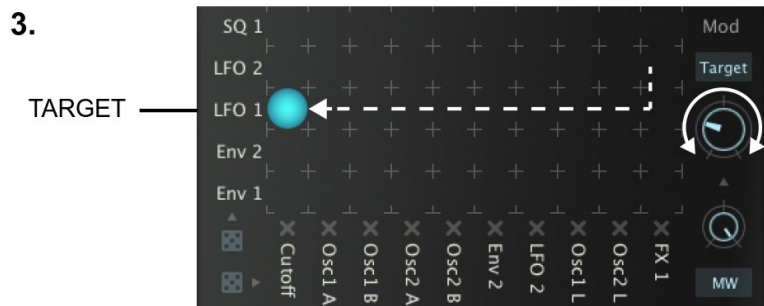 3.
SQ 1
Mod
LFO 2
Target
TARGET
LFO 1
Env 2
Env 1
Cutoff
Osc1 A
Osc1 B
Osc2 A
Osc2 B
Env 2
LFO 2
Osc1 L
Osc2 L
FX 1
MW